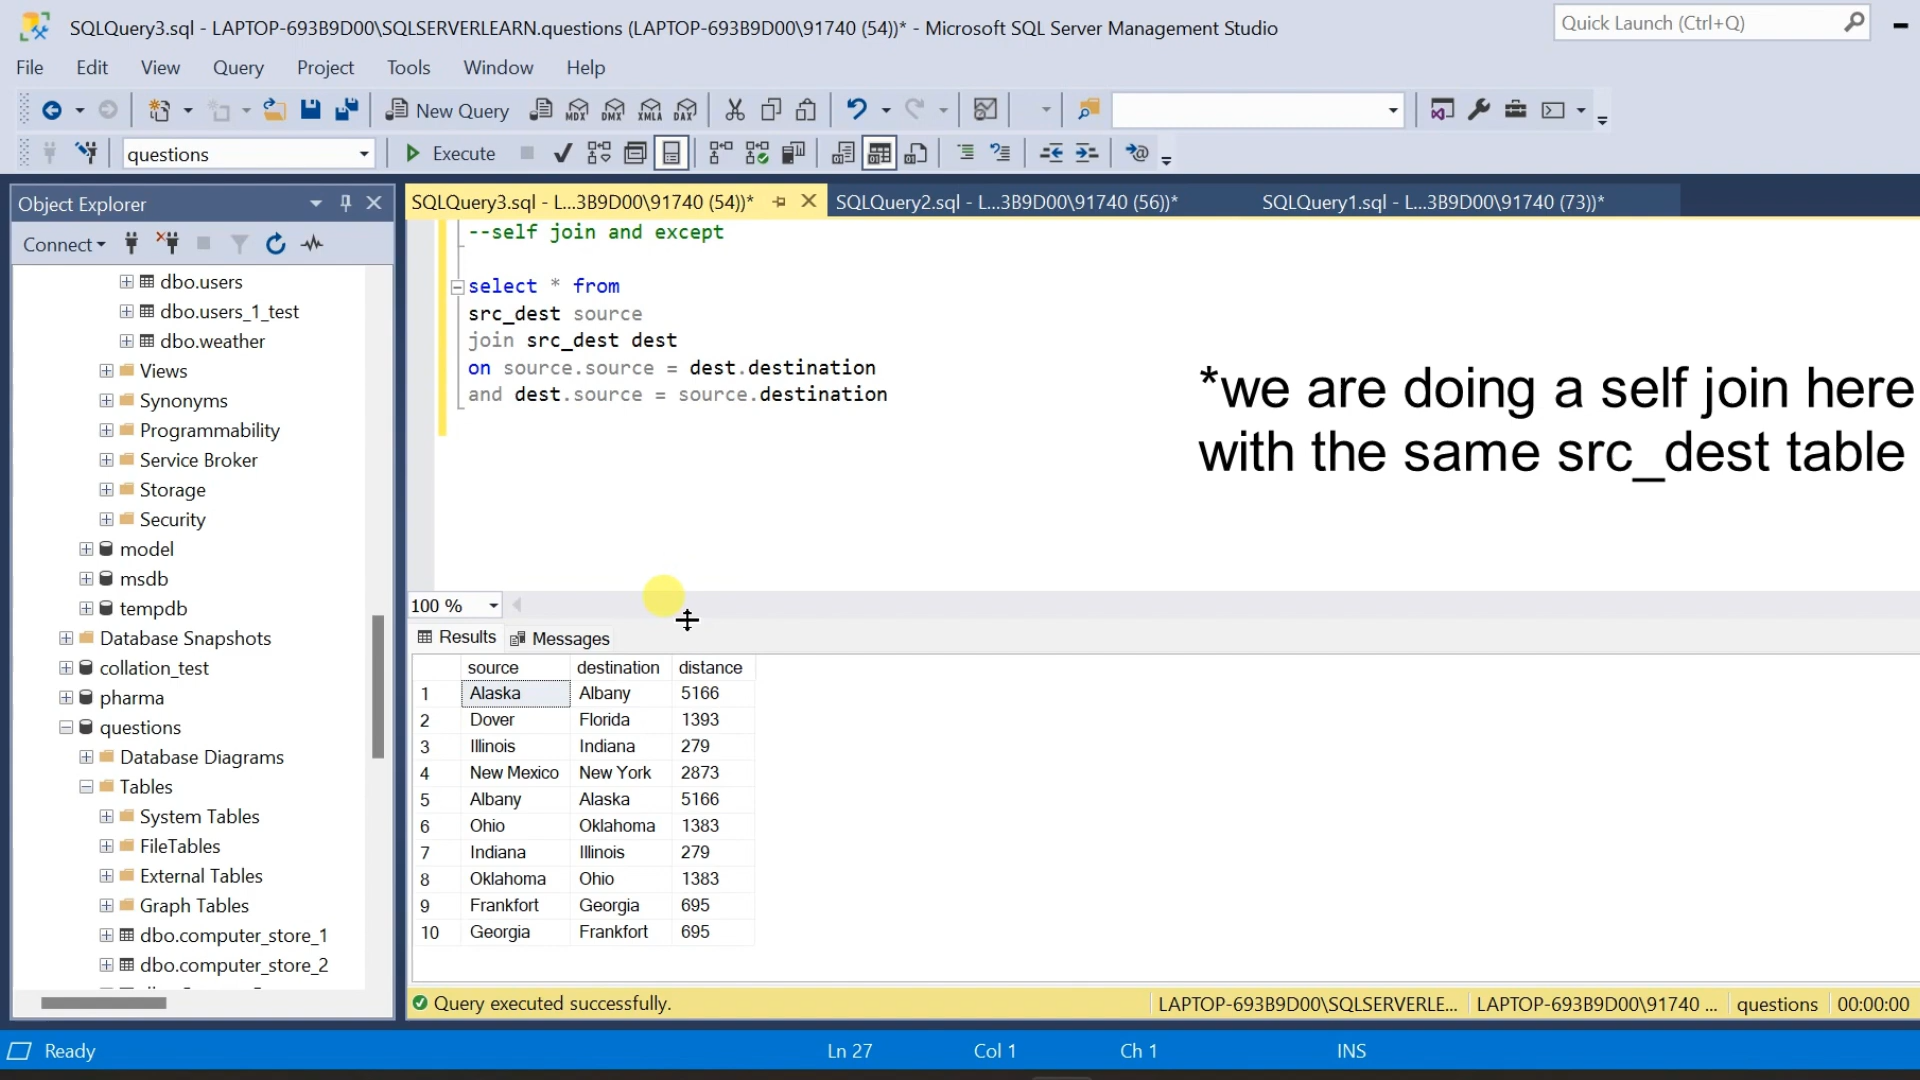 SQLQuery3.sql - LAPTOP-693B9D00\SQLSERVERLEARN.questions (LAPTOP-693B9D00\91740 (54))* - Microsoft SQL Server Management Studio
Quick Launch (Ctrl+Q)
File Edit View Query Project Tools Window Help
New Query MDX DMX XMLA DAX
questions Execute
Object Explorer
Connect
dbo.users
dbo.users_1_test
dbo.weather
Views
Synonyms
Programmability
Service Broker
Storage
Security
model
msdb
tempdb
Database Snapshots
collation_test
pharma
questions
Database Diagrams
Tables
System Tables
FileTables
External Tables
Graph Tables
dbo.computer_store_1
dbo.computer_store_2
SQLQuery3.sql - L...3B9D00\91740 (54))* SQLQuery2.sql - L...3B9D00\91740 (56))* SQLQuery1.sql - L...3B9D00\91740 (73))*
--self join and except
select * from
src_dest source
join src_dest dest
on source.source = dest.destination
and dest.source = source.destination
*we are doing a self join here
with the same src_dest table
100 %
Results Messages
source destination distance
1 Alaska Albany 5166
2 Dover Florida 1393
3 Illinois Indiana 279
4 New Mexico New York 2873
5 Albany Alaska 5166
6 Ohio Oklahoma 1383
7 Indiana Illinois 279
8 Oklahoma Ohio 1383
9 Frankfort Georgia 695
10 Georgia Frankfort 695
Query executed successfully. LAPTOP-693B9D00\SQLSERVERLE... LAPTOP-693B9D00\91740 ... questions 00:00:00
Ready Ln 27 Col 1 Ch 1 INS